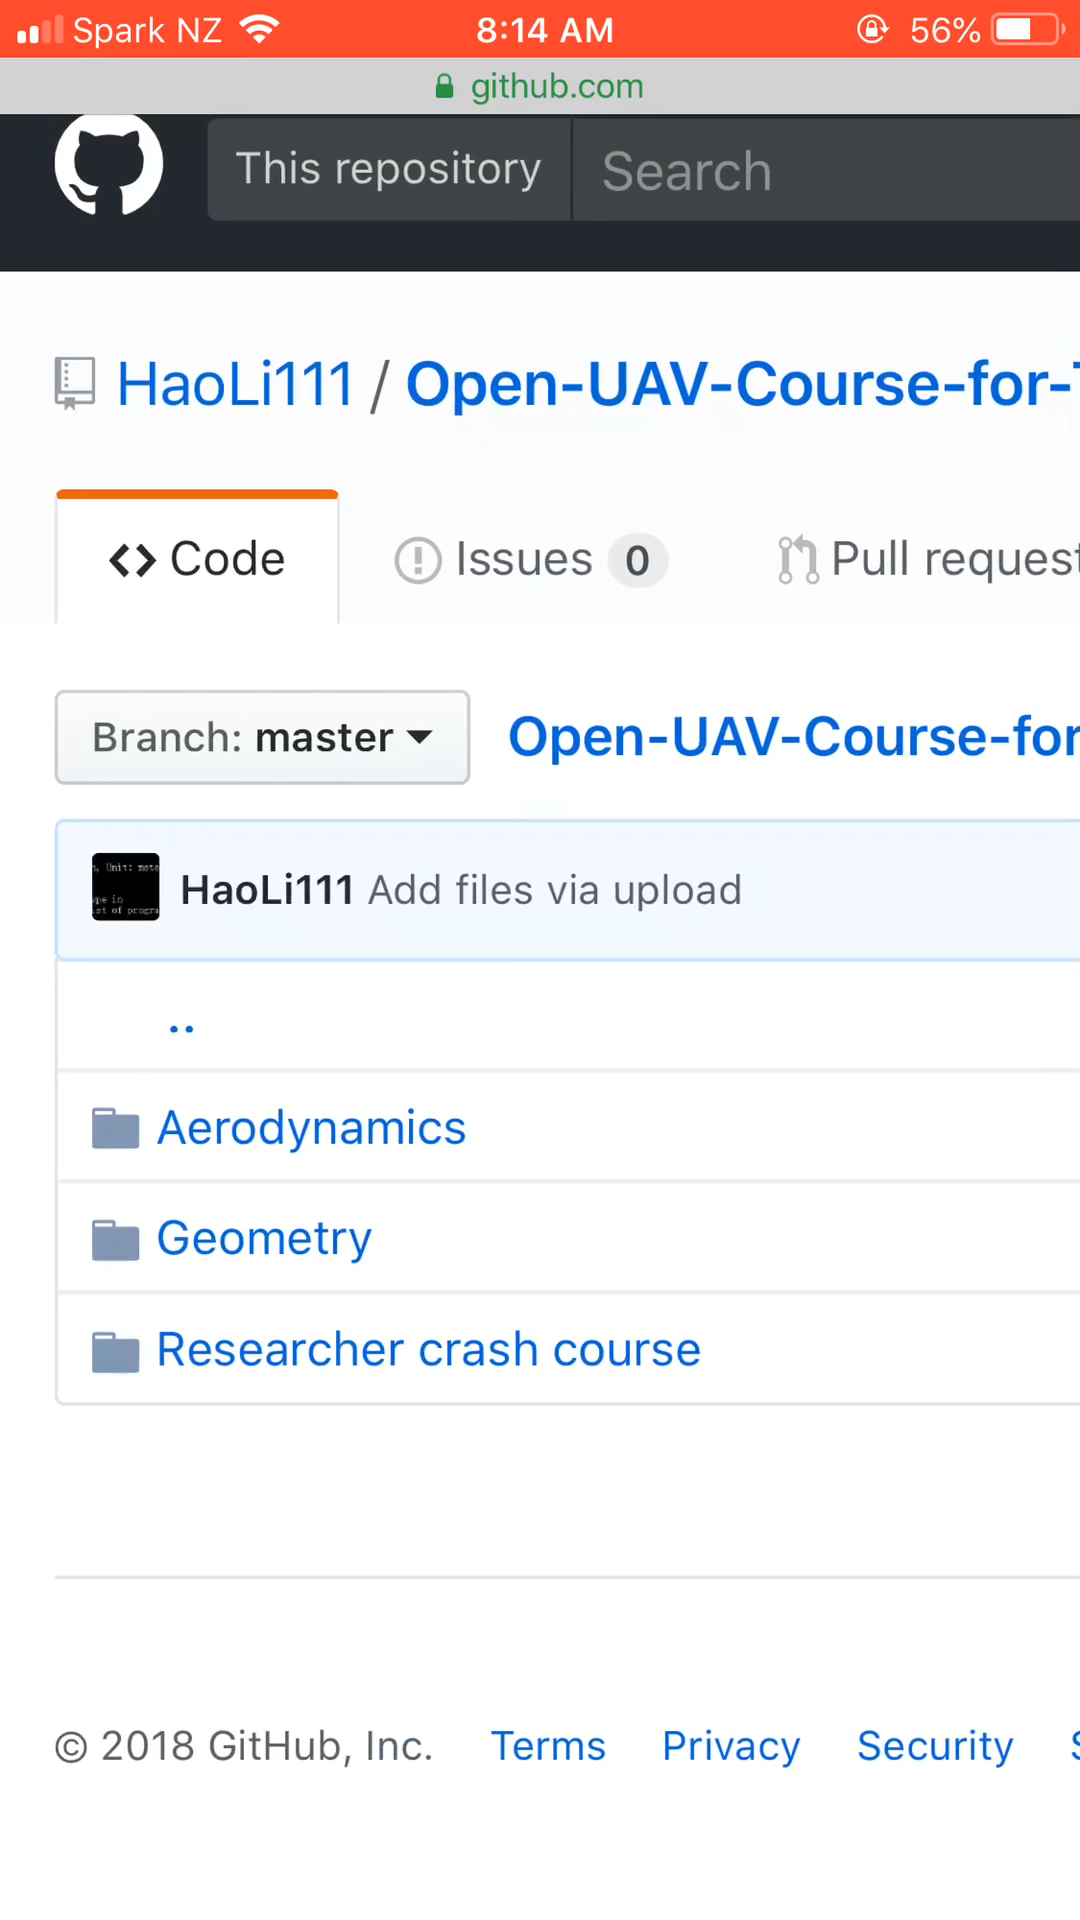 Spark NZ 8:14 AM 56%
github.com
This repository Search
HaoLi111 / Open-UAV-Course-for-
Code Issues 0 Pull request
Branch: master Open-UAV-Course-for
HaoLi111 Add files via upload
..
Aerodynamics
Geometry
Researcher crash course
© 2018 GitHub, Inc. Terms Privacy Security